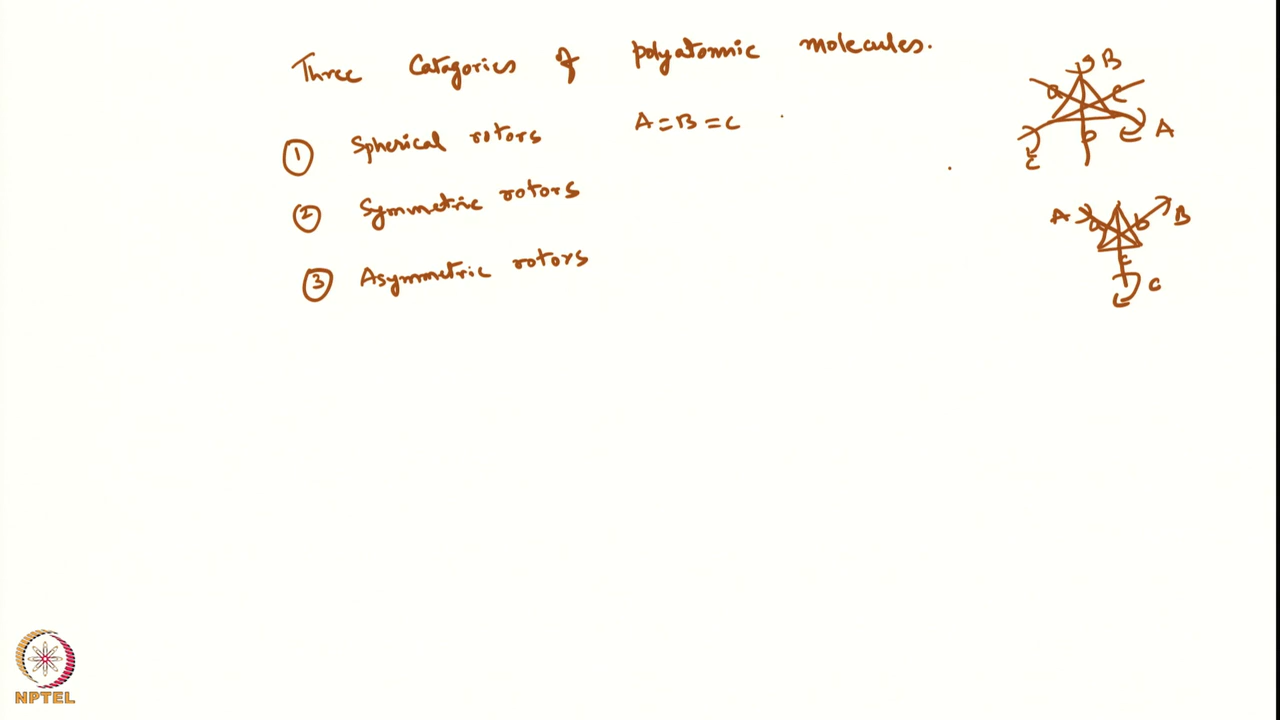 Three Catagories of polyatomic molecules.
① Spherical rotors A=B=C
② Symmetric rotors
③ Asymmetric rotors
B
a c
A
b
C
A a b B
c
C
NPTEL